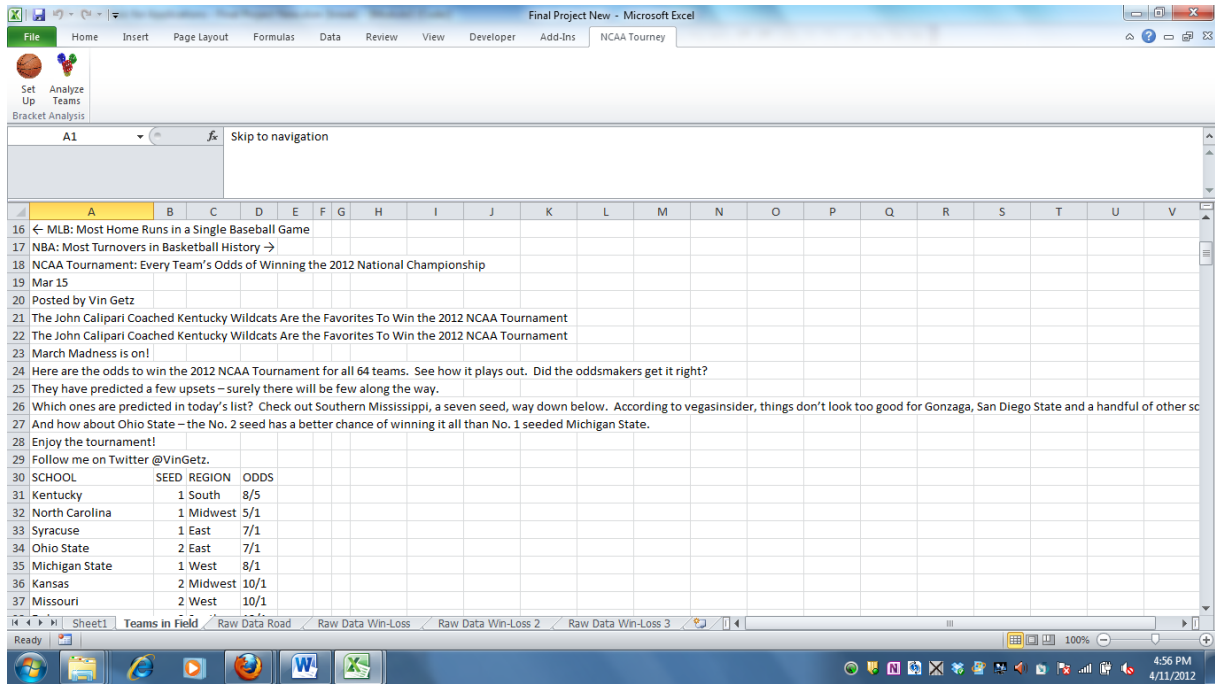 Final Project New - Microsoft Excel
File Home Insert Page Layout Formulas Data Review View Developer Add-Ins NCAA Tourney
Set Up
Analyze Teams
Bracket Analysis
A1 fx Skip to navigation
A B C D E F G H I J K L M N O P Q R S T U V
16 ← MLB: Most Home Runs in a Single Baseball Game
17 NBA: Most Turnovers in Basketball History →
18 NCAA Tournament: Every Team's Odds of Winning the 2012 National Championship
19 Mar 15
20 Posted by Vin Getz
21 The John Calipari Coached Kentucky Wildcats Are the Favorites To Win the 2012 NCAA Tournament
22 The John Calipari Coached Kentucky Wildcats Are the Favorites To Win the 2012 NCAA Tournament
23 March Madness is on!
24 Here are the odds to win the 2012 NCAA Tournament for all 64 teams.  See how it plays out.  Did the oddsmakers get it right?
25 They have predicted a few upsets – surely there will be few along the way.
26 Which ones are predicted in today's list?  Check out Southern Mississippi, a seven seed, way down below.  According to vegasinsider, things don't look too good for Gonzaga, San Diego State and a handful of other sc
27 And how about Ohio State – the No. 2 seed has a better chance of winning it all than No. 1 seeded Michigan State.
28 Enjoy the tournament!
29 Follow me on Twitter @VinGetz.
30 SCHOOL SEED REGION ODDS
31 Kentucky 1 South 8/5
32 North Carolina 1 Midwest 5/1
33 Syracuse 1 East 7/1
34 Ohio State 2 East 7/1
35 Michigan State 1 West 8/1
36 Kansas 2 Midwest 10/1
37 Missouri 2 West 10/1
Sheet1 Teams in Field Raw Data Road Raw Data Win-Loss Raw Data Win-Loss 2 Raw Data Win-Loss 3
Ready 100%
4:56 PM
4/11/2012